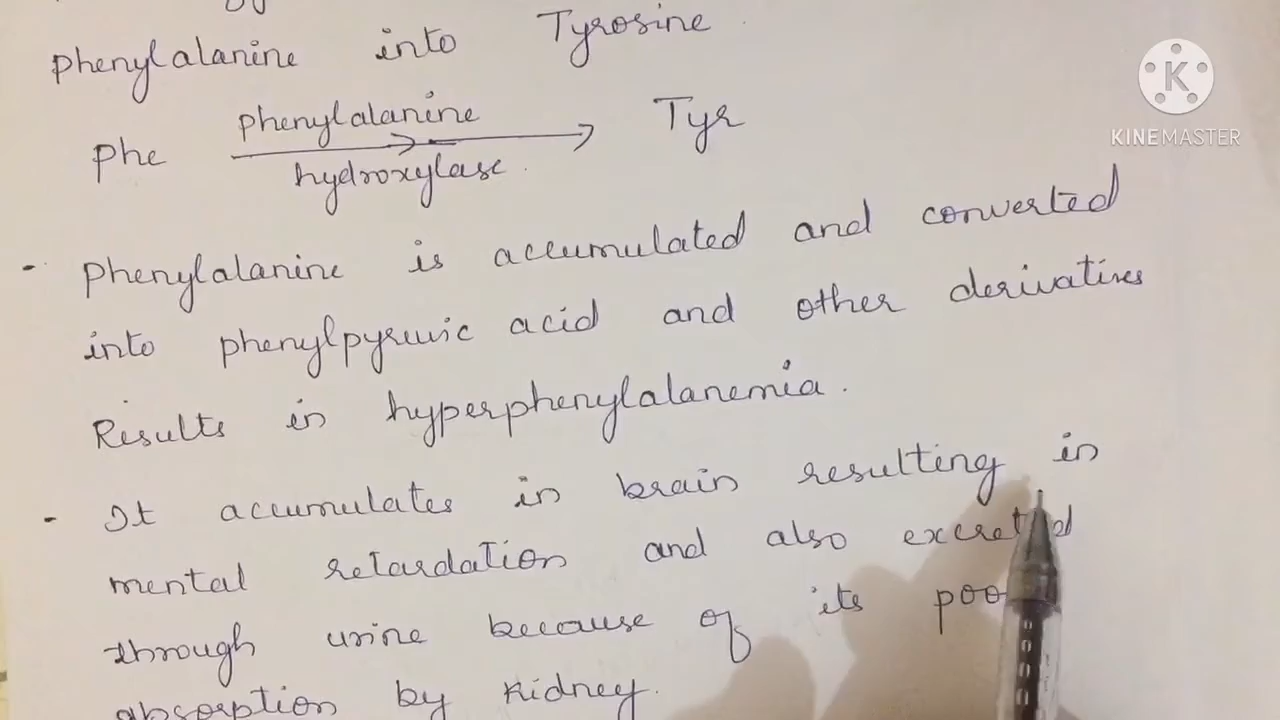 phenylalanine into Tyrosine
phe phenylalanine hydroxylase. Tyr
K
KINEMASTER
- phenylalanine is accumulated and converted
into phenylpyruvic acid and other derivatives
Results in hyperphenylalanemia.
- It accumulates in brain resulting in
mental retardation and also excreted
through urine because of its poor
absorption by kidney.